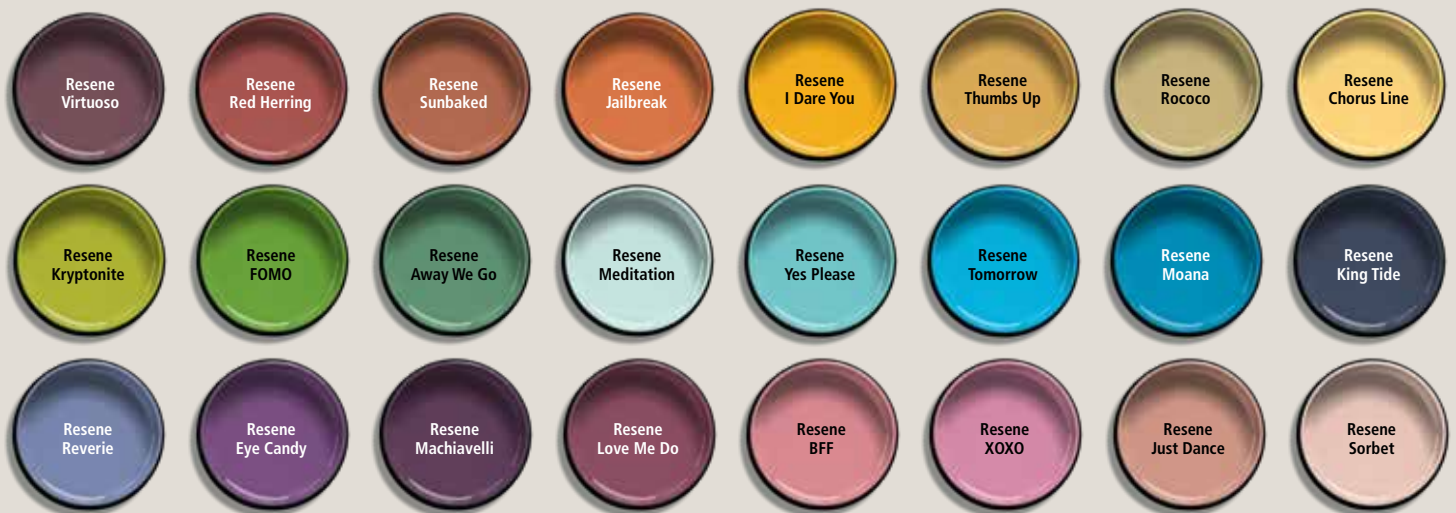 Resene
Virtuoso
Resene
Red Herring
Resene
Sunbaked
Resene
Jailbreak
Resene
I Dare You
Resene
Thumbs Up
Resene
Rococo
Resene
Chorus Line
Resene
Kryptonite
Resene
FOMO
Resene
Away We Go
Resene
Meditation
Resene
Yes Please
Resene
Tomorrow
Resene
Moana
Resene
King Tide
Resene
Reverie
Resene
Eye Candy
Resene
Machiavelli
Resene
Love Me Do
Resene
BFF
Resene
XOXO
Resene
Just Dance
Resene
Sorbet